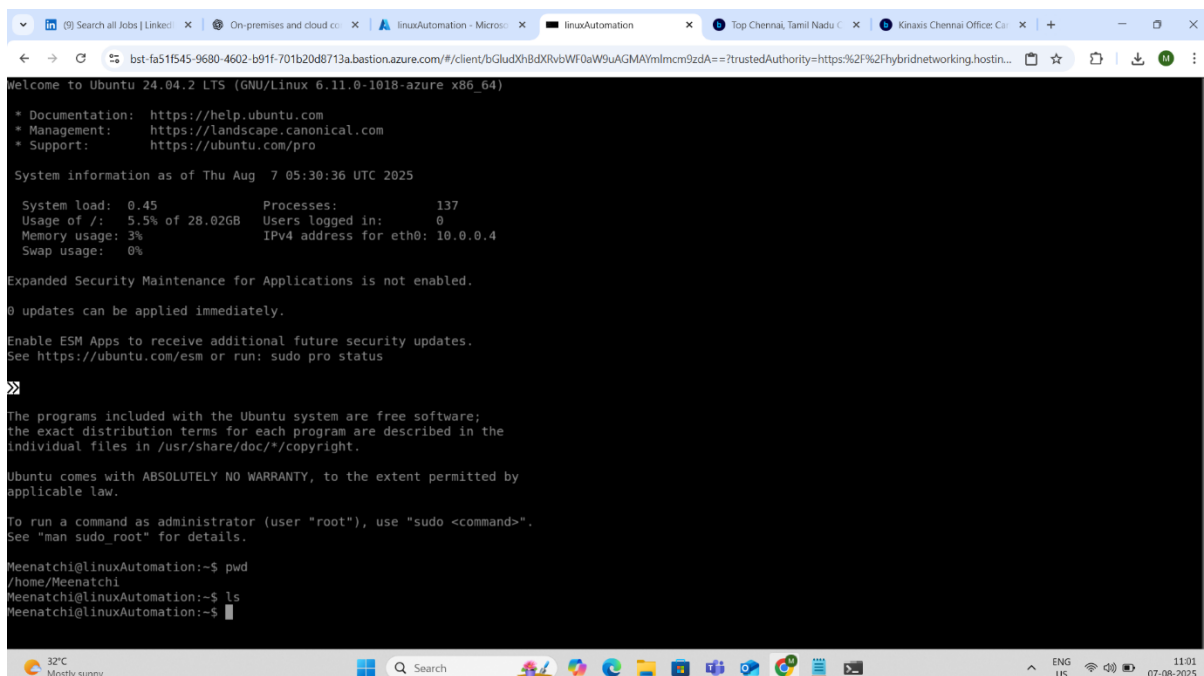 (9) Search all Jobs | Linked
On-premises and cloud co
linuxAutomation - Microso
linuxAutomation
Top Chennai, Tamil Nadu C
Kinaxis Chennai Office: Ca
bst-fa51f545-9680-4602-b91f-701b20d8713a.bastion.azure.com/#/client/bGludXhBdXRvbWF0aW9uAGMAYmImcm9zdA==?trustedAuthority=https:%2F%2Fhybridnetworking.hostin...
Welcome to Ubuntu 24.04.2 LTS (GNU/Linux 6.11.0-1018-azure x86_64)
* Documentation: https://help.ubuntu.com
* Management: https://landscape.canonical.com
* Support: https://ubuntu.com/pro
System information as of Thu Aug 7 05:30:36 UTC 2025
System load: 0.45 Processes: 137
Usage of /: 5.5% of 28.02GB Users logged in: 0
Memory usage: 3% IPv4 address for eth0: 10.0.0.4
Swap usage: 0%
Expanded Security Maintenance for Applications is not enabled.
0 updates can be applied immediately.
Enable ESM Apps to receive additional future security updates.
See https://ubuntu.com/esm or run: sudo pro status
The programs included with the Ubuntu system are free software;
the exact distribution terms for each program are described in the
individual files in /usr/share/doc/*/copyright.
Ubuntu comes with ABSOLUTELY NO WARRANTY, to the extent permitted by
applicable law.
To run a command as administrator (user "root"), use "sudo <command>".
See "man sudo_root" for details.
Meenatchi@linuxAutomation:~$ pwd
/home/Meenatchi
Meenatchi@linuxAutomation:~$ ls
Meenatchi@linuxAutomation:~$
32°C
Mostly sunny
Search
ENG
US
11:01
07-08-2025